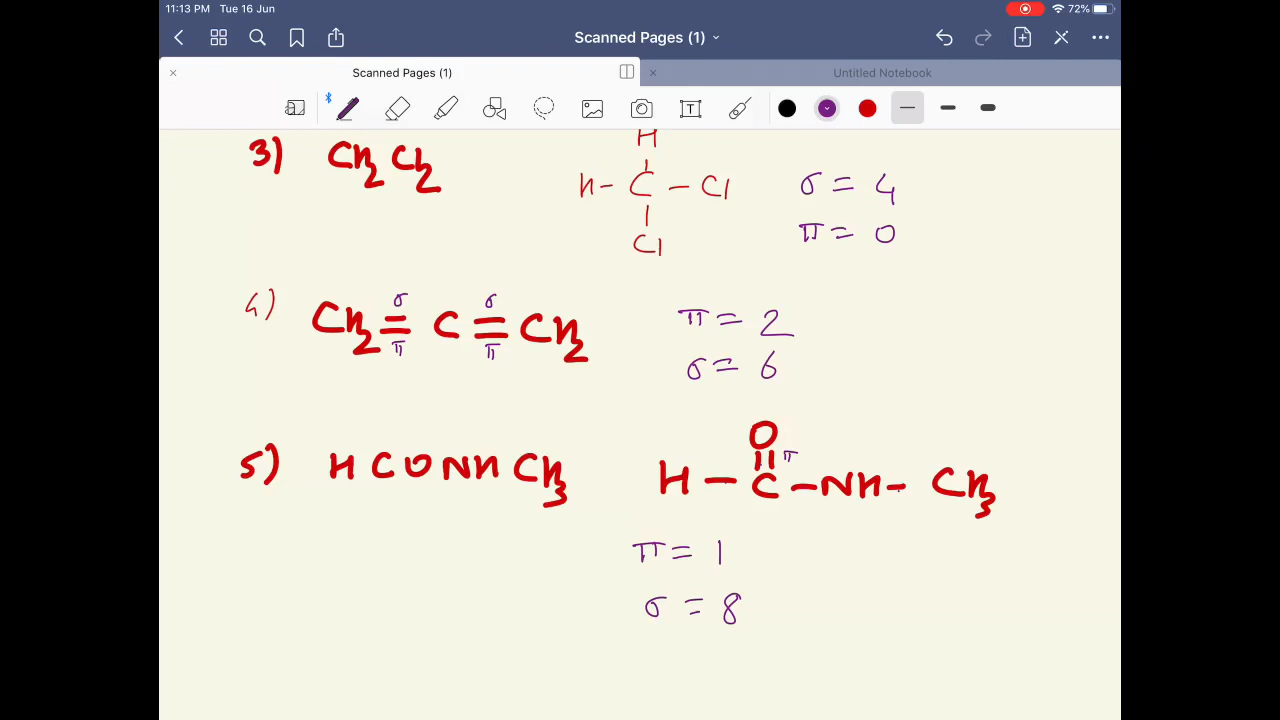 11:13 PM Tue 16 Jun 72%
Scanned Pages (1)
Scanned Pages (1) Untitled Notebook
3) CH2Cl2
H
H - C - Cl
Cl
σ = 4
π = 0
4) CH2 = C = CH2
σ σ
π π
π = 2
σ = 6
5) HCONHCH3
O
π
H - C - NH - CH3
π = 1
σ = 8